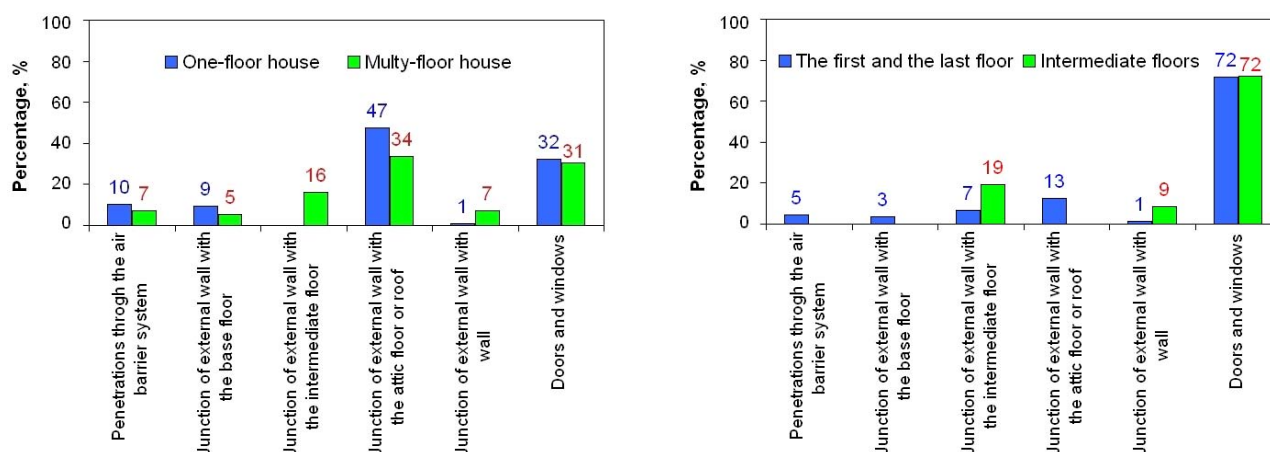 Percentage, %
100
80
60
40
20
0
One-floor house
Multy-floor house
10
7
9
5
16
47
34
1
7
32
31
Penetrations throgh the air
barrier system
Junction of external wall with
the base floor
Junction of external wall with
the intermediate floor
Junction of external wall with
the attic floor or roof
Junction of external wall with
wall
Doors and windows
Percentage, %
100
80
60
40
20
0
The first and the last floor
Intermediate floors
5
3
7
19
13
1
9
72
72
Penetrations throgh the air
barrier system
Junction of external wall with
the base floor
Junction of external wall with
the intermediate floor
Junction of external wall with
the attic floor or roof
Junction of external wall with
wall
Doors and windows